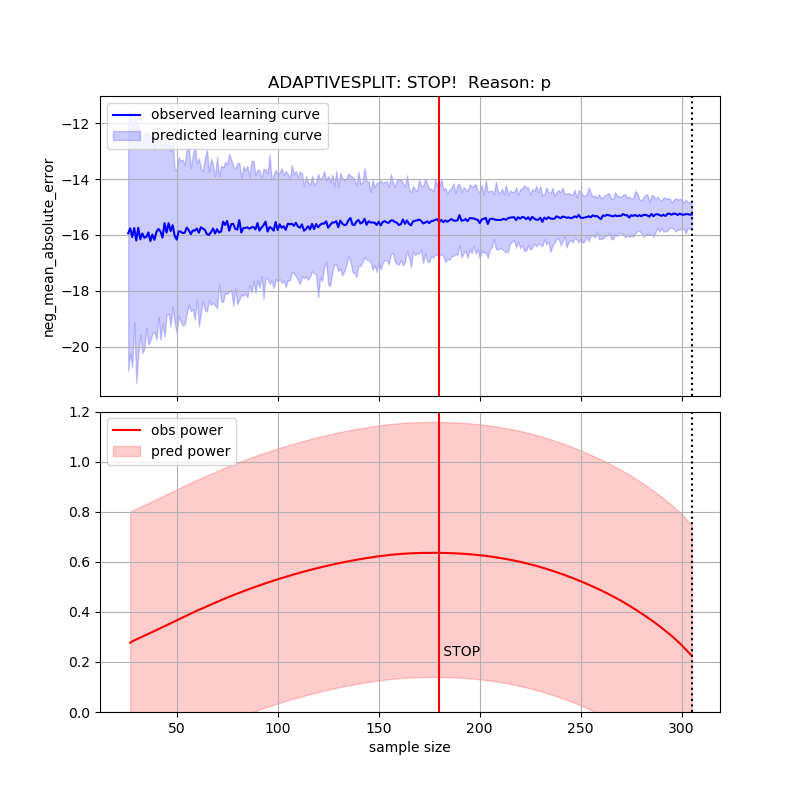 ADAPTIVESPLIT: STOP!  Reason: p
observed learning curve
predicted learning curve
neg_mean_absolute_error
−12
−14
−16
−18
−20
obs power
pred power
1.2
1.0
0.8
0.6
0.4
0.2
0.0
STOP
50 100 150 200 250 300
sample size